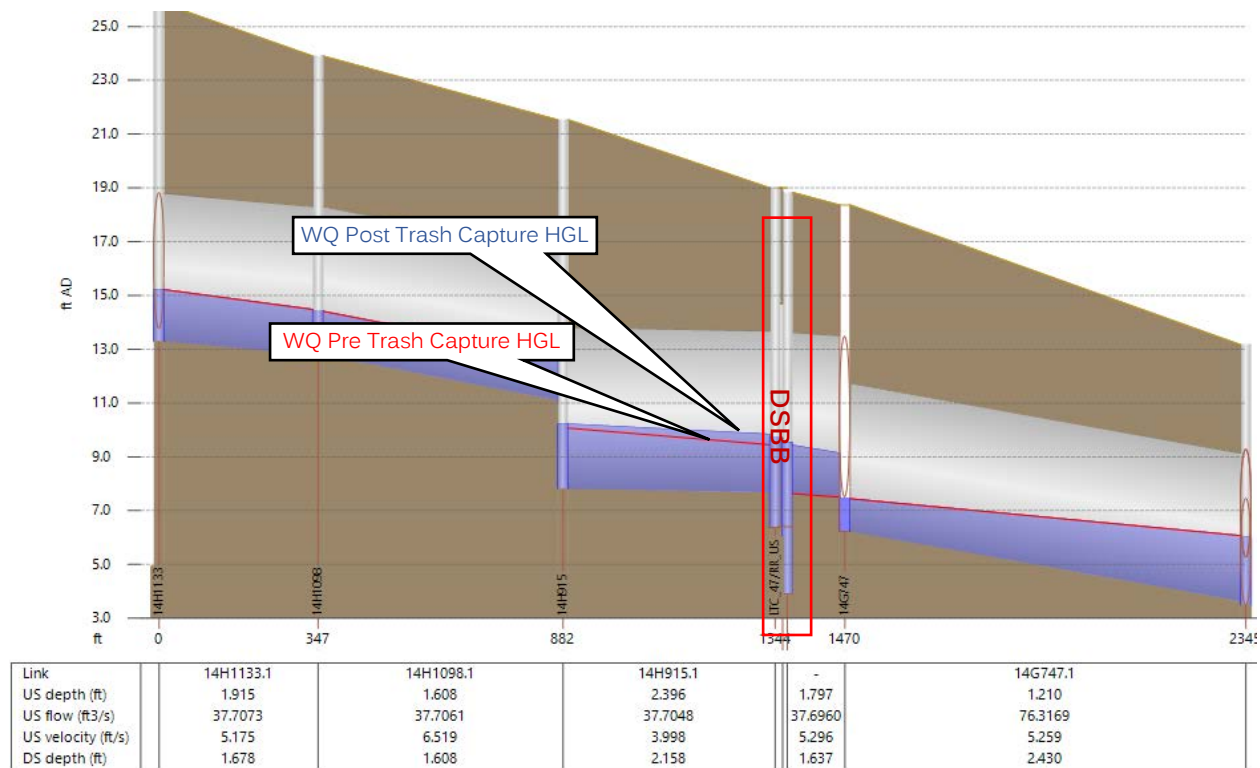 25.0
23.0
21.0
19.0
17.0
15.0
13.0
11.0
9.0
7.0
5.0
3.0
ft AD
WQ Post Trash Capture HGL
WQ Pre Trash Capture HGL
DSBB
14H1133
14H1098
14H915
LTC_47/RR_US
14G747
ft 0 347 882 1344 1470 2345
Link 14H1133.1 14H1098.1 14H915.1 - 14G747.1
US depth (ft) 1.915 1.608 2.396 1.797 1.210
US flow (ft3/s) 37.7073 37.7061 37.7048 37.6960 76.3169
US velocity (ft/s) 5.175 6.519 3.998 5.296 5.259
DS depth (ft) 1.678 1.608 2.158 1.637 2.430